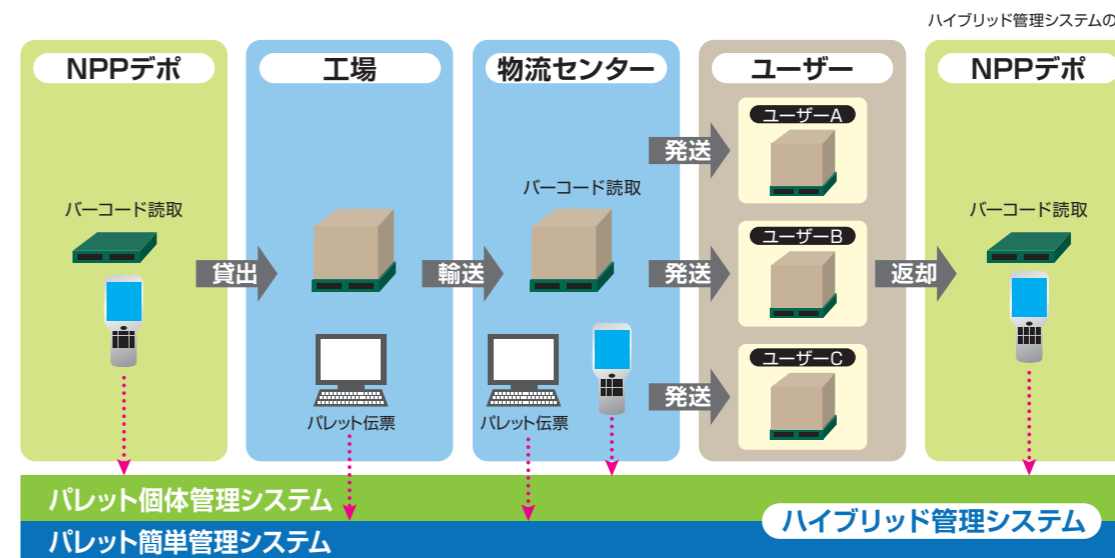 ハイブリッド管理システムの
NPPデポ
バーコード読取
貸出
工場
パレット伝票
輸送
物流センター
バーコード読取
パレット伝票
発送
発送
発送
ユーザー
ユーザーA
ユーザーB
ユーザーC
返却
NPPデポ
バーコード読取
パレット個体管理システム
パレット簡単管理システム
ハイブリッド管理システム